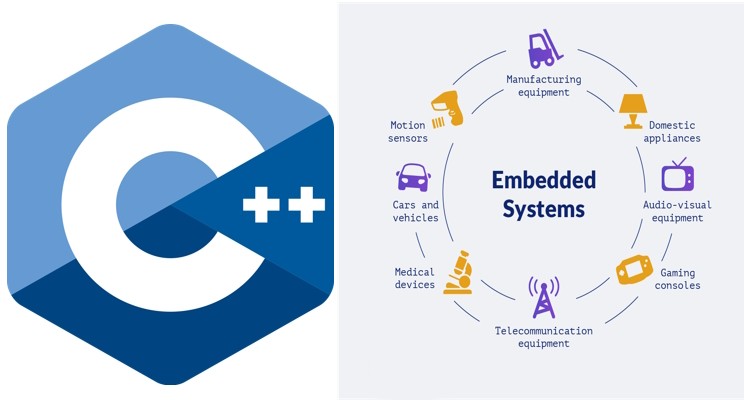 C++
Embedded
Systems
Manufacturing
equipment
Domestic
appliances
Audio-visual
equipment
Gaming
consoles
Telecommunication
equipment
Medical
devices
Cars and
vehicles
Motion
sensors